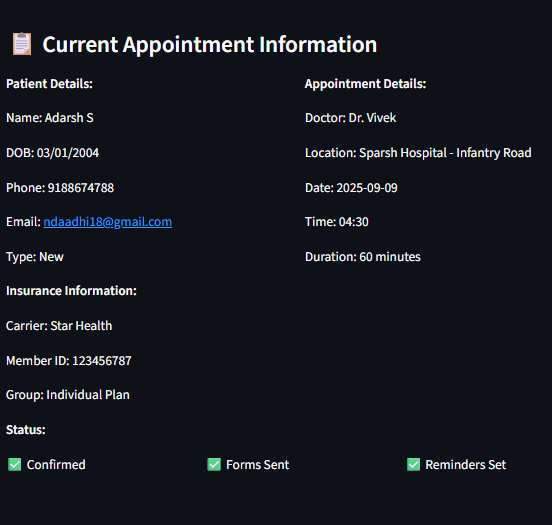 Current Appointment Information
Patient Details:
Name: Adarsh S
DOB: 03/01/2004
Phone: 9188674788
Email: ndaadhi18@gmail.com
Type: New
Appointment Details:
Doctor: Dr. Vivek
Location: Sparsh Hospital - Infantry Road
Date: 2025-09-09
Time: 04:30
Duration: 60 minutes
Insurance Information:
Carrier: Star Health
Member ID: 123456787
Group: Individual Plan
Status:
✅ Confirmed
✅ Forms Sent
✅ Reminders Set